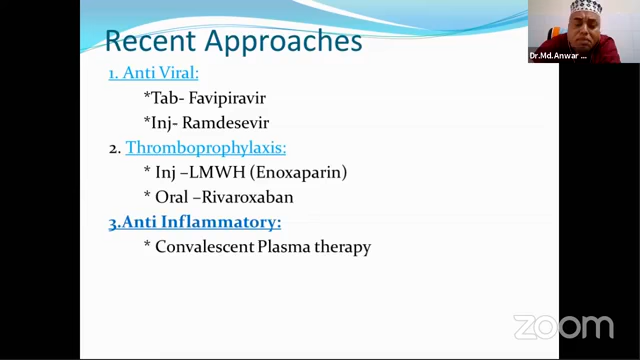 Recent Approaches
1. Anti Viral:
*Tab- Favipiravir
*Inj- Ramdesevir
2. Thromboprophylaxis:
* Inj –LMWH (Enoxaparin)
* Oral –Rivaroxaban
3.Anti Inflammatory:
* Convalescent Plasma therapy
Dr.Md.Anwar ...
zoom